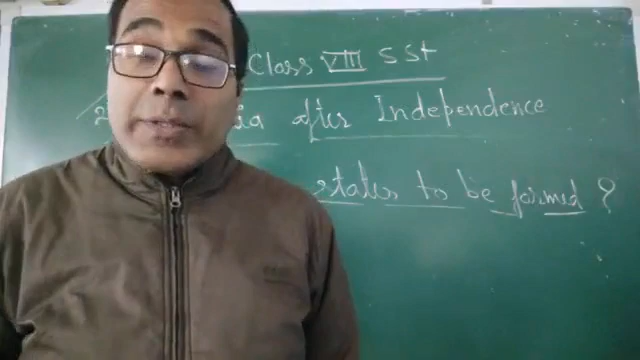 Class VIII SSt
after Independence
states to be formed ?